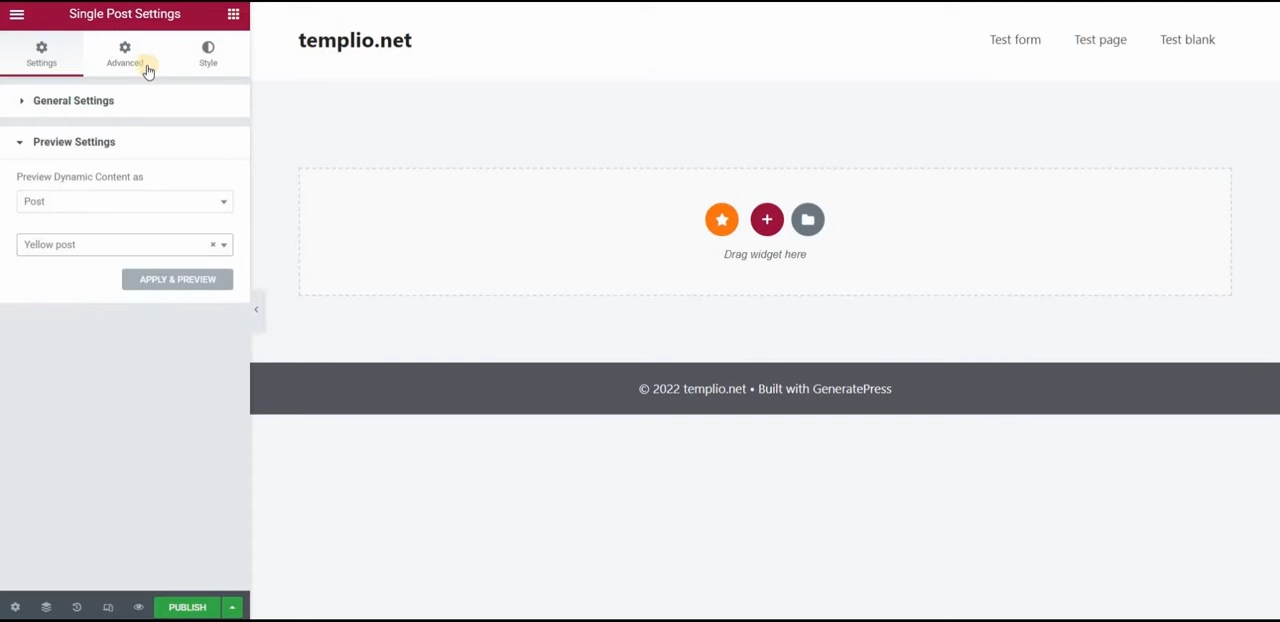 Single Post Settings
Settings
Advanced
Style
General Settings
Preview Settings
Preview Dynamic Content as
Post
Yellow post
APPLY & PREVIEW
PUBLISH
templio.net
Test form
Test page
Test blank
Drag widget here
© 2022 templio.net • Built with GeneratePress